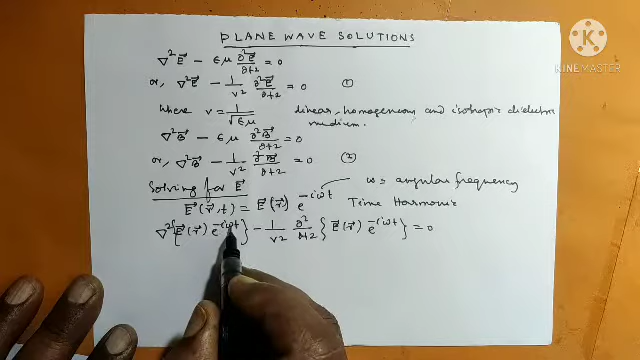 PLANE WAVE SOLUTIONS
∇²E⃗ − εμ ∂²E⃗/∂t² = 0
or, ∇²E⃗ − 1/v² ∂²E⃗/∂t² = 0 (1)
Where v = 1/√εμ linear, homogeneous and isotropic dielectric
medium.
∇²B⃗ − εμ ∂²B⃗/∂t² = 0
or, ∇²B⃗ − 1/v² ∂²B⃗/∂t² = 0 (2)
Solving for E⃗ ω = angular frequency
E⃗(r⃗,t) = E⃗(r⃗) e^−iωt Time Harmonic
∇²{E⃗(r⃗) e^−iωt} − 1/v² ∂²/∂t² {E⃗(r⃗) e^−iωt} = 0
KINEMASTER